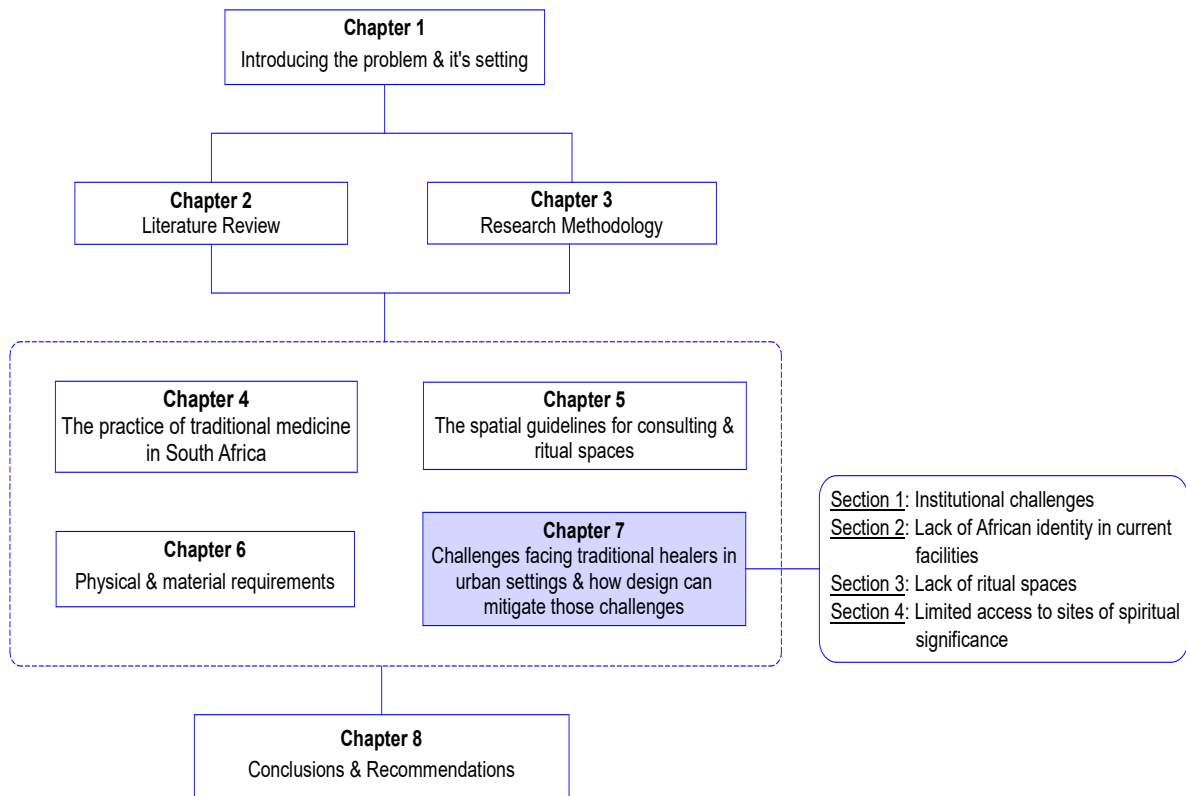 Chapter 1
Introducing the problem & it's setting
Chapter 2
Literature Review
Chapter 3
Research Methodology
Chapter 4
The practice of traditional medicine
in South Africa
Chapter 5
The spatial guidelines for consulting &
ritual spaces
Chapter 6
Physical & material requirements
Chapter 7
Challenges facing traditional healers in
urban settings & how design can
mitigate those challenges
Section 1: Institutional challenges
Section 2: Lack of African identity in current
facilities
Section 3: Lack of ritual spaces
Section 4: Limited access to sites of spiritual
significance
Chapter 8
Conclusions & Recommendations